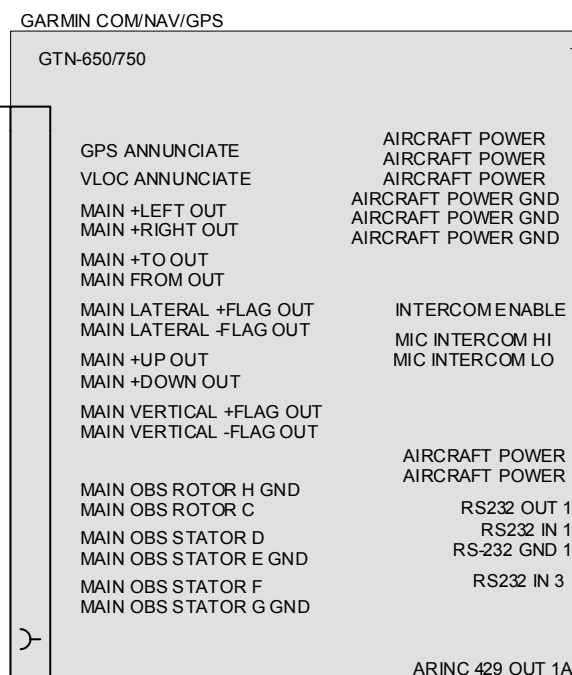 GARMIN COM/NAV/GPS
GTN-650/750
GPS ANNUNCIATE
VLOC ANNUNCIATE
MAIN +LEFT OUT
MAIN +RIGHT OUT
MAIN +TO OUT
MAIN FROM OUT
MAIN LATERAL +FLAG OUT
MAIN LATERAL -FLAG OUT
MAIN +UP OUT
MAIN +DOWN OUT
MAIN VERTICAL +FLAG OUT
MAIN VERTICAL -FLAG OUT
MAIN OBS ROTOR H GND
MAIN OBS ROTOR C
MAIN OBS STATOR D
MAIN OBS STATOR E GND
MAIN OBS STATOR F
MAIN OBS STATOR G GND
AIRCRAFT POWER
AIRCRAFT POWER
AIRCRAFT POWER
AIRCRAFT POWER GND
AIRCRAFT POWER GND
AIRCRAFT POWER GND
INTERCOM ENABLE
MIC INTERCOM HI
MIC INTERCOM LO
AIRCRAFT POWER
AIRCRAFT POWER
RS232 OUT 1
RS232 IN 1
RS-232 GND 1
RS232 IN 3
ARINC 429 OUT 1A